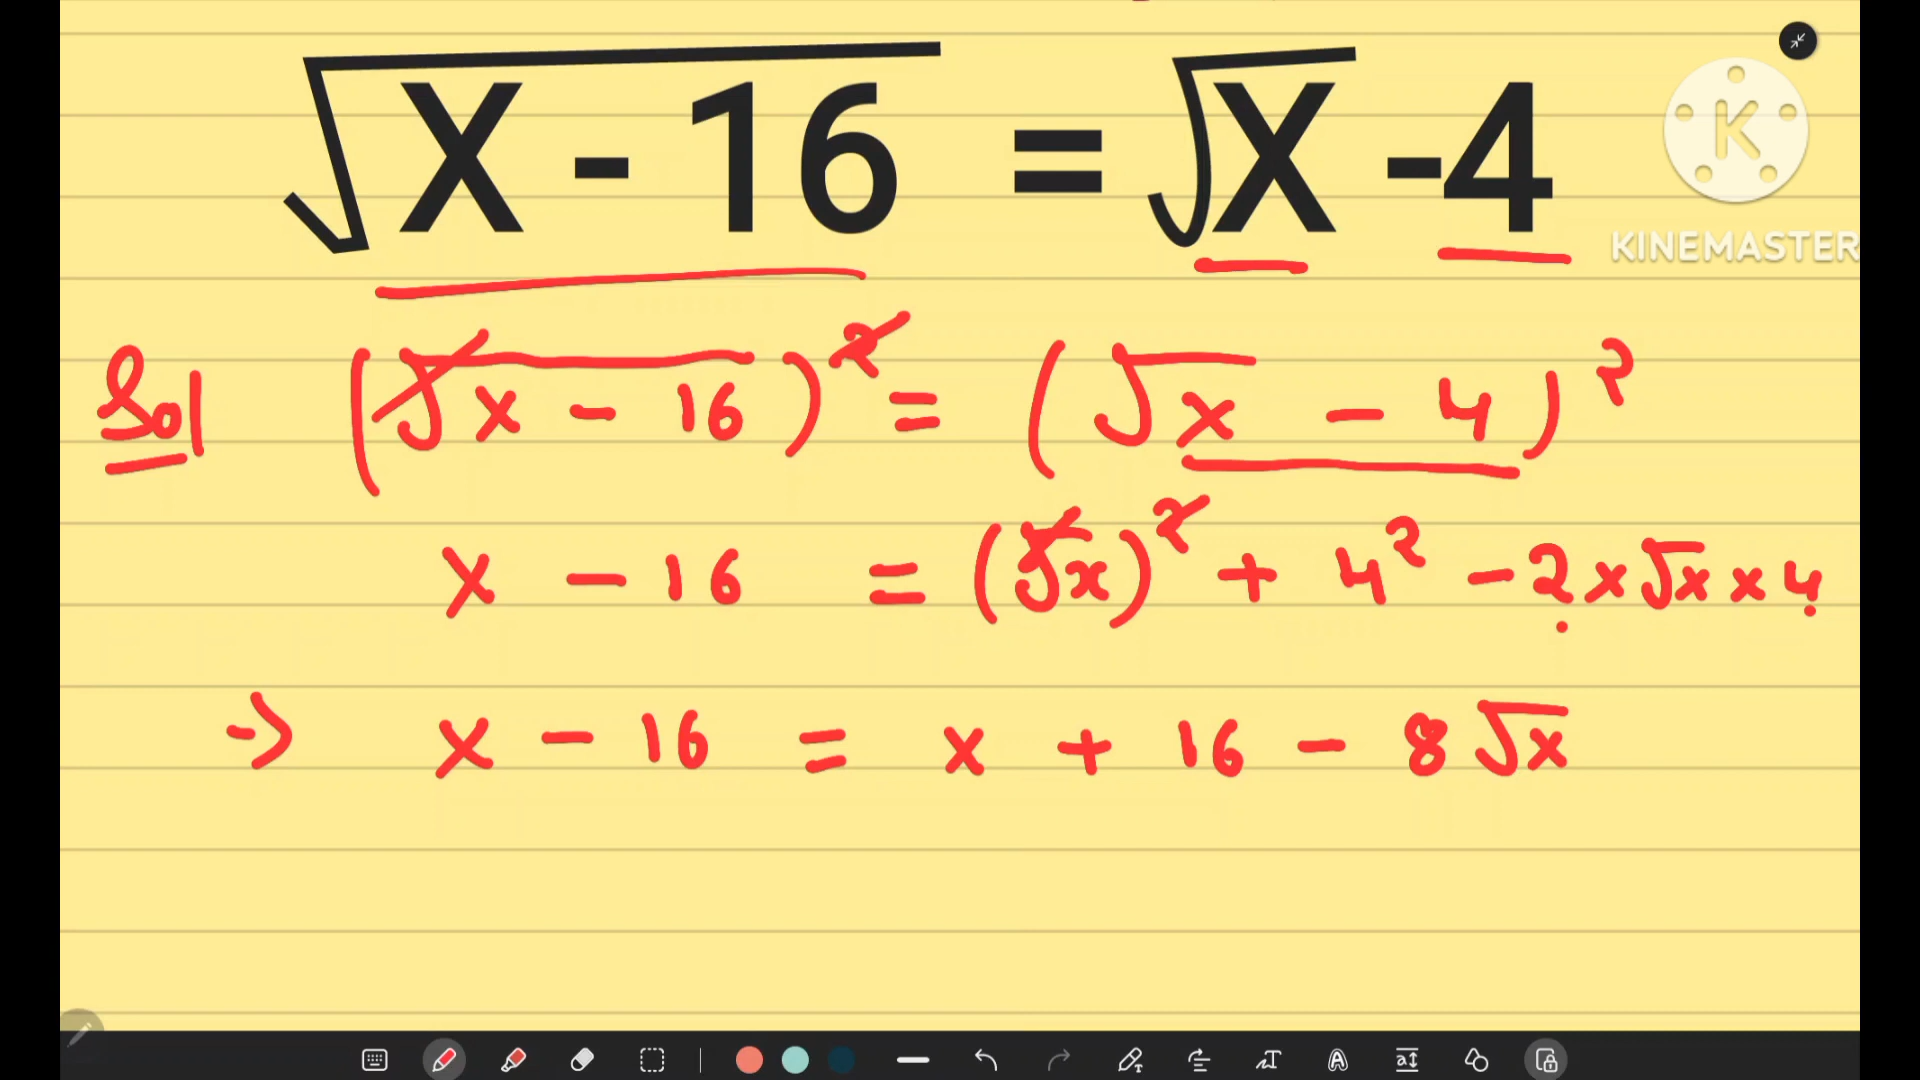 √X - 16 = √X - 4
K
KINEMASTER
Sol (√x - 16)² = (√x - 4)²
x - 16 = (√x)² + 4² - 2 × √x × 4
→ x - 16 = x + 16 - 8√x